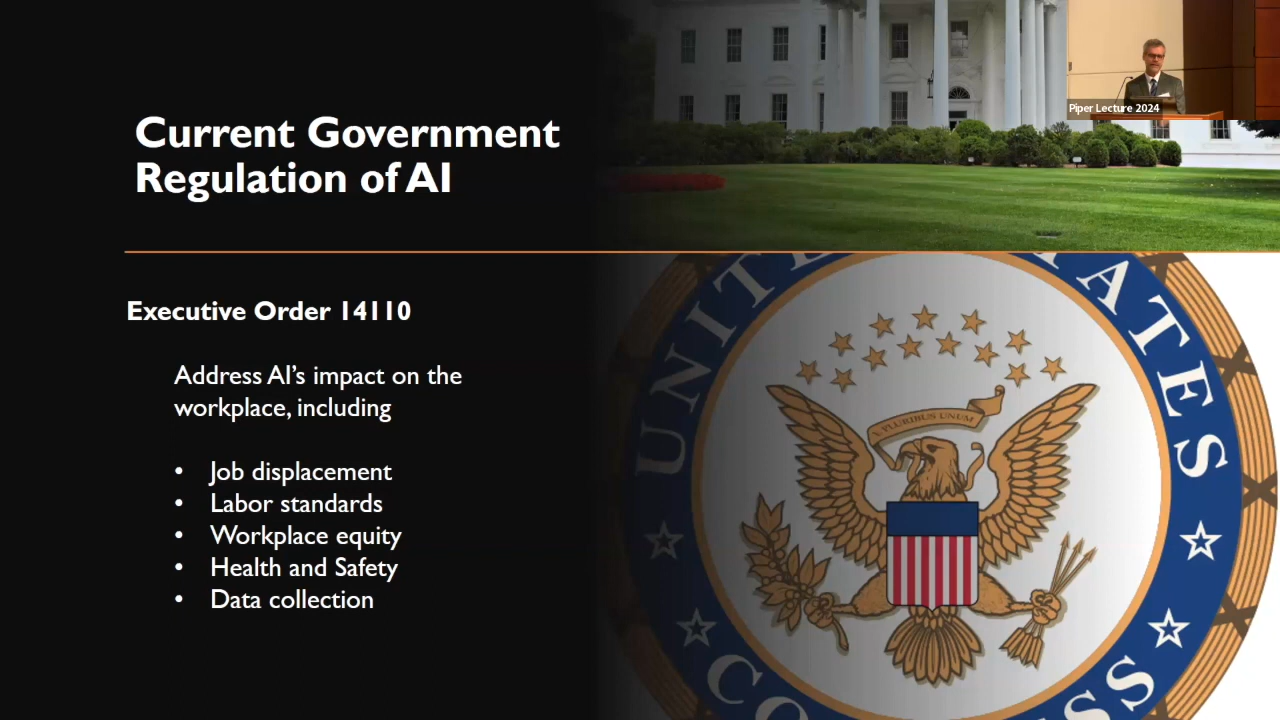 Piper Lecture 2024
Current Government
Regulation of AI
Executive Order 14110
Address AI's impact on the
workplace, including
• Job displacement
• Labor standards
• Workplace equity
• Health and Safety
• Data collection
UNITED STATES
E PLURIBUS UNUM
CONGRESS